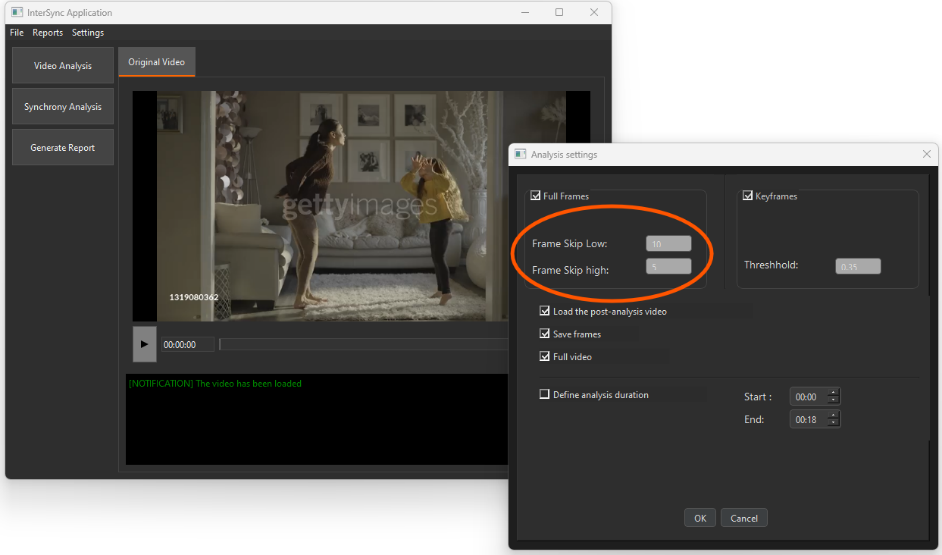 InterSync Application
File Reports Settings
Video Analysis
Original Video
Synchrony Analysis
Generate Report
gettyimages
1319080362
00:00:00
[NOTIFICATION] The video has been loaded
Analysis settings
Full Frames
Keyframes
Frame Skip Low: 10
Frame Skip high: 5
Threshhold: 0.35
Load the post-analysis video
Save frames
Full video
Define analysis duration
Start : 00:00
End: 00:18
OK Cancel